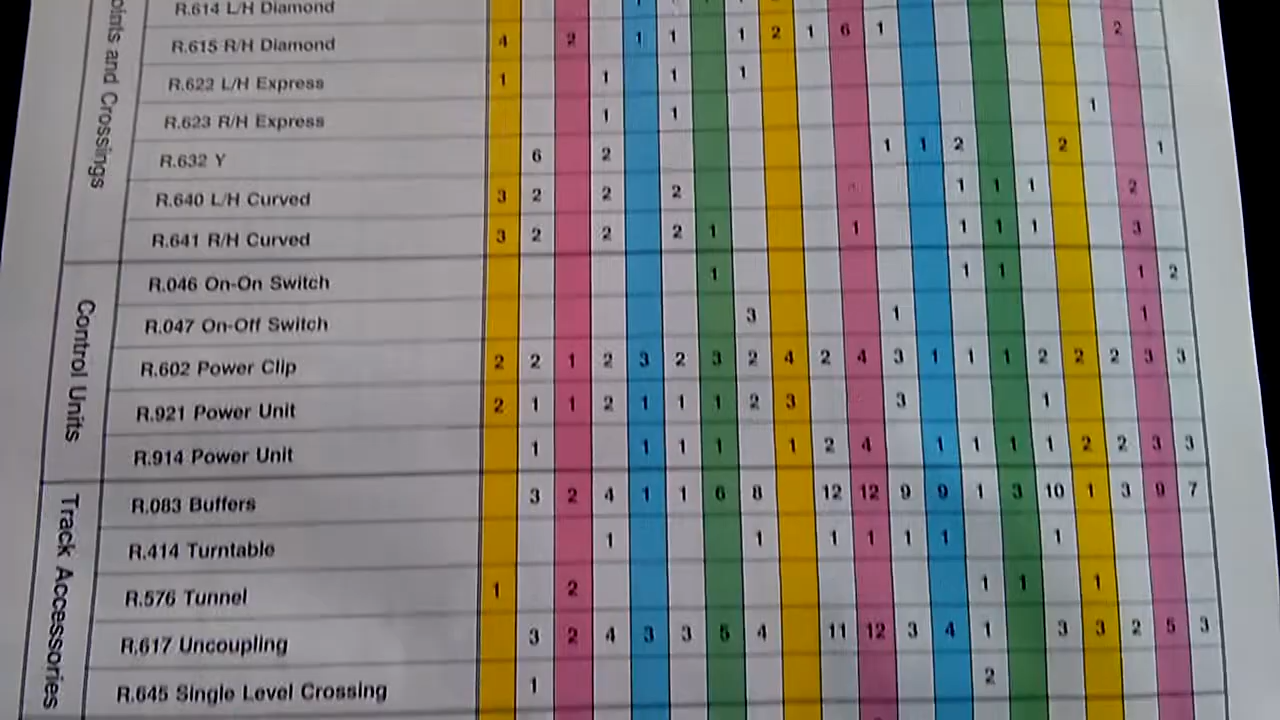 R.614 L/H Diamond
R.615 R/H Diamond 4 2 1 1 1 2 1 6 1 2
R.622 L/H Express 1 1 1 1
R.623 R/H Express 1 1 1
R.632 Y 6 2 1 1 2 2 1
R.640 L/H Curved 3 2 2 2 1 1 1 2
R.641 R/H Curved 3 2 2 2 1 1 1 1 1 3
R.046 On-On Switch 1 1 1 1 2
R.047 On-Off Switch 3 1 1
R.602 Power Clip 2 2 1 2 3 2 3 2 4 2 4 3 1 1 1 2 2 2 3 3
R.921 Power Unit 2 1 1 2 1 1 1 2 3 3 1
R.914 Power Unit 1 1 1 1 1 2 4 1 1 1 1 2 2 3 3
R.083 Buffers 3 2 4 1 1 6 8 12 12 9 9 1 3 10 1 3 9 7
R.414 Turntable 1 1 1 1 1 1 1
R.576 Tunnel 1 2 1 1 1
R.617 Uncoupling 3 2 4 3 3 5 4 11 12 3 4 1 3 3 2 5 3
R.645 Single Level Crossing 1 2
and Crossings
Control Units
Track Accessories